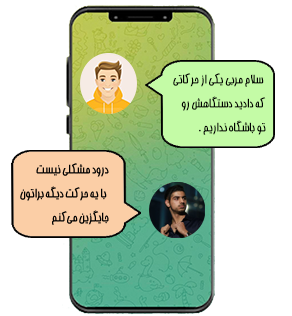 سلام مربی یکی از حرکاتی
که دادید دستگاهش رو
تو باشگاه نداریم .
درود مشکلی نیست
با یه حرکت دیگه براتون
جایگزین می‌کنم